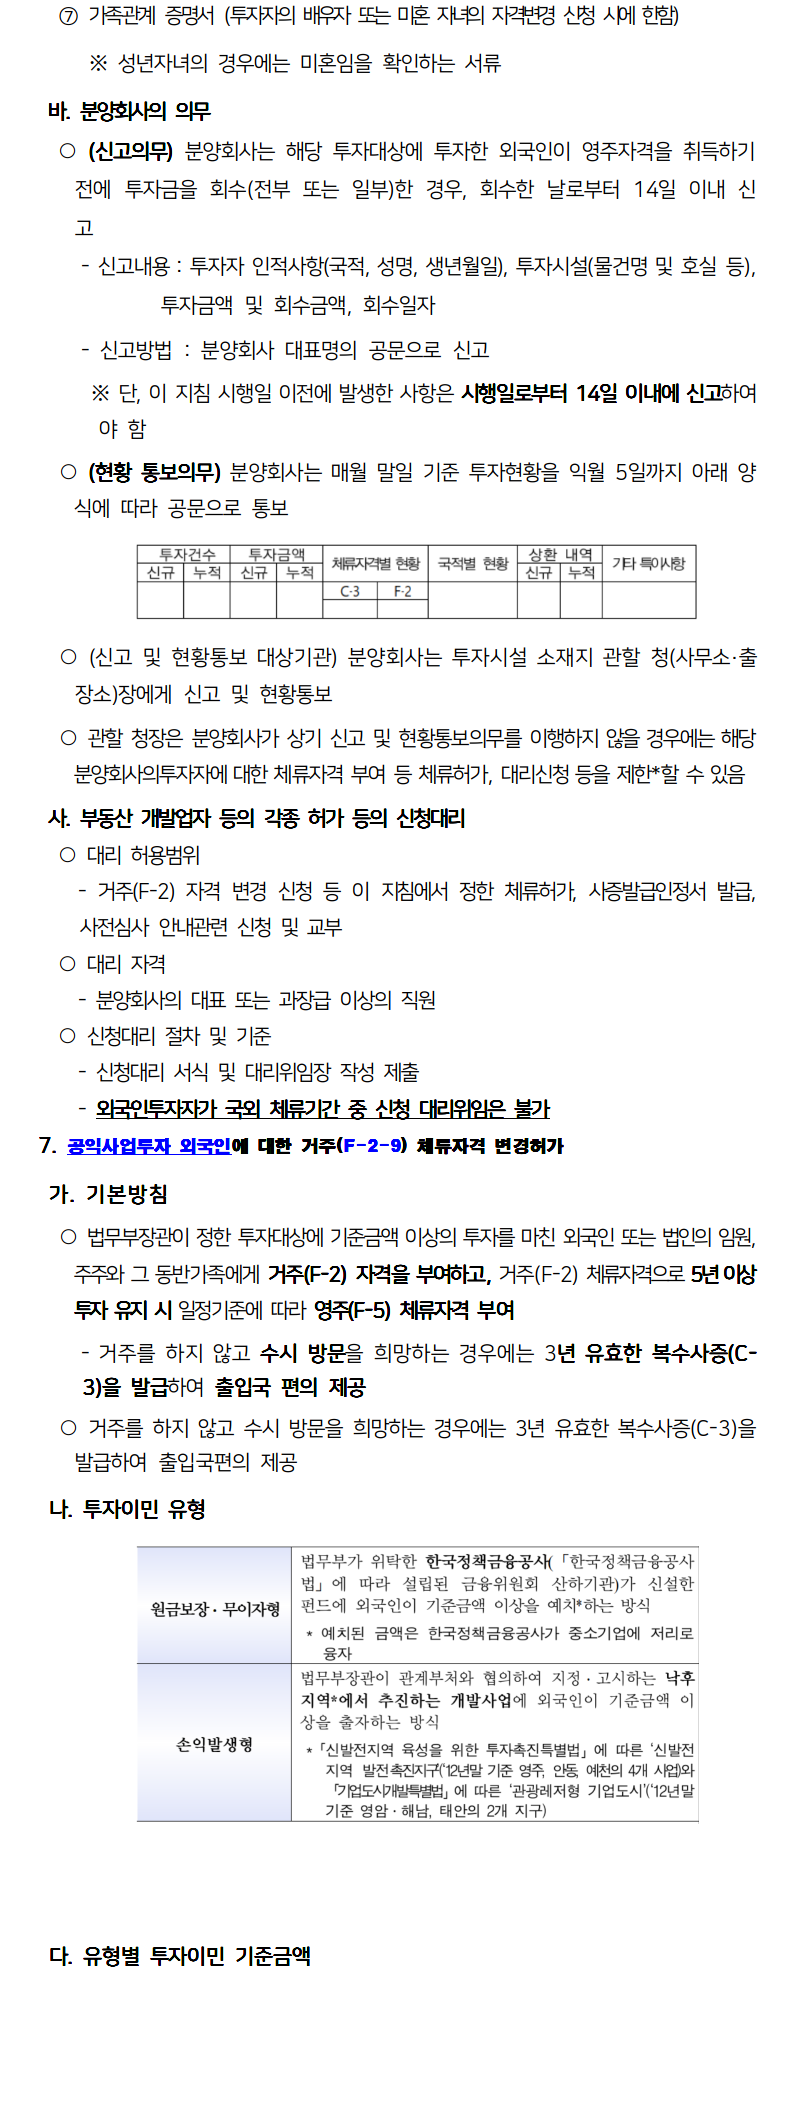 ⑦ 가족관계 증명서 (투자자의 배우자 또는 미혼 자녀의 자격변경 신청 시에 한함)
※ 성년자녀의 경우에는 미혼임을 확인하는 서류
바. 분양회사의 의무
○ (신고의무) 분양회사는 해당 투자대상에 투자한 외국인이 영주자격을 취득하기
전에 투자금을 회수(전부 또는 일부)한 경우, 회수한 날로부터 14일 이내 신
고
- 신고내용 : 투자자 인적사항(국적, 성명, 생년월일), 투자시설(물건명 및 호실 등),
투자금액 및 회수금액, 회수일자
- 신고방법 : 분양회사 대표명의 공문으로 신고
※ 단, 이 지침 시행일 이전에 발생한 사항은 시행일로부터 14일 이내에 신고하여
야 함
○ (현황 통보의무) 분양회사는 매월 말일 기준 투자현황을 익월 5일까지 아래 양
식에 따라 공문으로 통보
투자건수 투자금액 체류자격별 현황 국적별 현황 상환 내역 기타 특이사항
신규 누적 신규 누적 신규 누적
C-3 F-2
○ (신고 및 현황통보 대상기관) 분양회사는 투자시설 소재지 관할 청(사무소·출
장소)장에게 신고 및 현황통보
○ 관할 청장은 분양회사가 상기 신고 및 현황통보의무를 이행하지 않을 경우에는 해당
분양회사의투자자에 대한 체류자격 부여 등 체류허가, 대리신청 등을 제한*할 수 있음
사. 부동산 개발업자 등의 각종 허가 등의 신청대리
○ 대리 허용범위
- 거주(F-2) 자격 변경 신청 등 이 지침에서 정한 체류허가, 사증발급인정서 발급,
사전심사 안내관련 신청 및 교부
○ 대리 자격
- 분양회사의 대표 또는 과장급 이상의 직원
○ 신청대리 절차 및 기준
- 신청대리 서식 및 대리위임장 작성 제출
- 외국인투자자가 국외 체류기간 중 신청 대리위임은 불가
7. 공익사업투자 외국인에 대한 거주(F-2-9) 체류자격 변경허가
가. 기본방침
○ 법무부장관이 정한 투자대상에 기준금액 이상의 투자를 마친 외국인 또는 법인의 임원,
주주와 그 동반가족에게 거주(F-2) 자격을 부여하고, 거주(F-2) 체류자격으로 5년 이상
투자 유지 시 일정기준에 따라 영주(F-5) 체류자격 부여
- 거주를 하지 않고 수시 방문을 희망하는 경우에는 3년 유효한 복수사증(C-
3)을 발급하여 출입국 편의 제공
○ 거주를 하지 않고 수시 방문을 희망하는 경우에는 3년 유효한 복수사증(C-3)을
발급하여 출입국편의 제공
나. 투자이민 유형
원금보장·무이자형
법무부가 위탁한 한국정책금융공사(「한국정책금융공사
법」에 따라 설립된 금융위원회 산하기관)가 신설한
펀드에 외국인이 기준금액 이상을 예치*하는 방식
* 예치된 금액은 한국정책금융공사가 중소기업에 저리로
융자
손익발생형
법무부장관이 관계부처와 협의하여 지정·고시하는 낙후
지역*에서 추진하는 개발사업에 외국인이 기준금액 이
상을 출자하는 방식
*「신발전지역 육성을 위한 투자촉진특별법」에 따른 '신발전
지역 발전촉진지구'('12년말 기준 영주, 안동, 예천의 4개 사업)와
「기업도시개발특별법」에 따른 '관광레저형 기업도시'('12년말
기준 영암·해남, 태안의 2개 지구)
다. 유형별 투자이민 기준금액